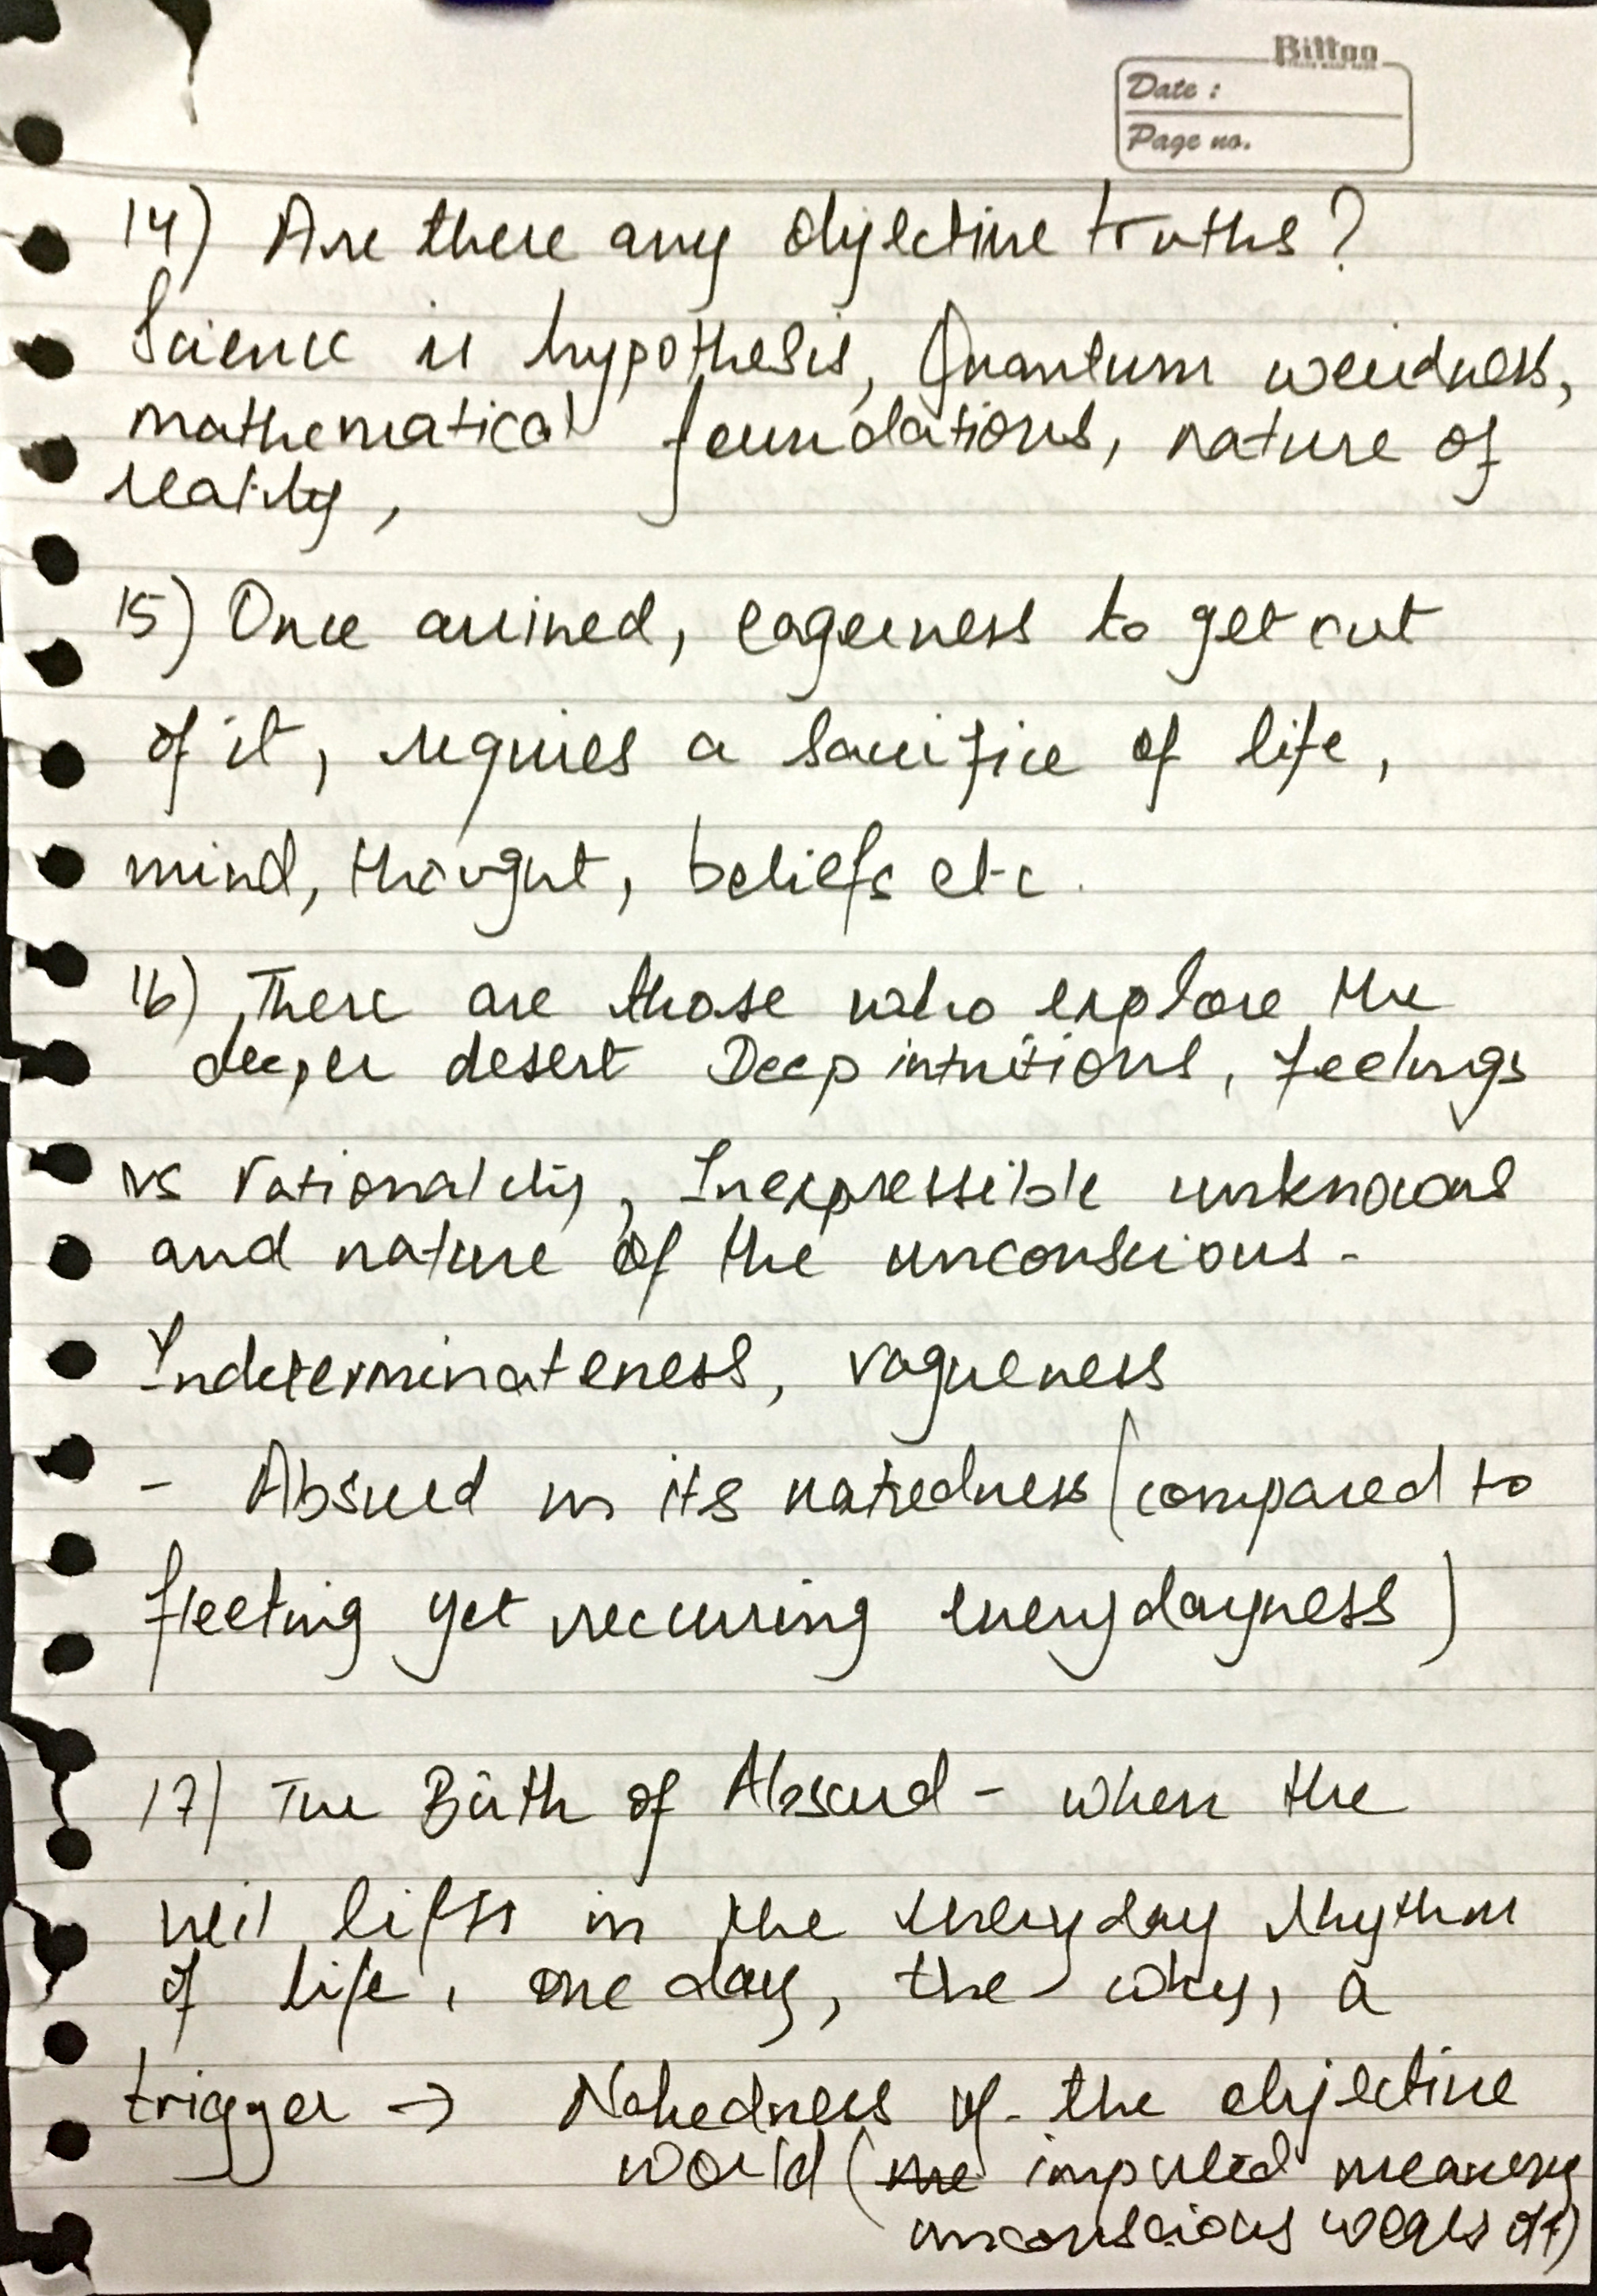 Bittoo
Date :
Page no.
14) Are there any objective truths?
Science is hypothesis, Quantum weirdness,
mathematical foundations, nature of
reality,
15) Once arrived, eagerness to get out
of it, requires a sacrifice of life,
mind, thought, beliefs etc.
16) There are those who explore the
deeper desert Deep intuitions, feelings
vs rationality, Inexpressible unknowns
and nature of the unconscious.
Indeterminateness, vagueness
- Absurd in its nakedness (compared to
fleeting yet reccuring everydayness)
17) The Birth of Absurd - when the
veil lifts in the everyday rhythm
of life, one day, the why, a
trigger → Nakedness of the objective
world ( imputed meaning
unconscious wears off)